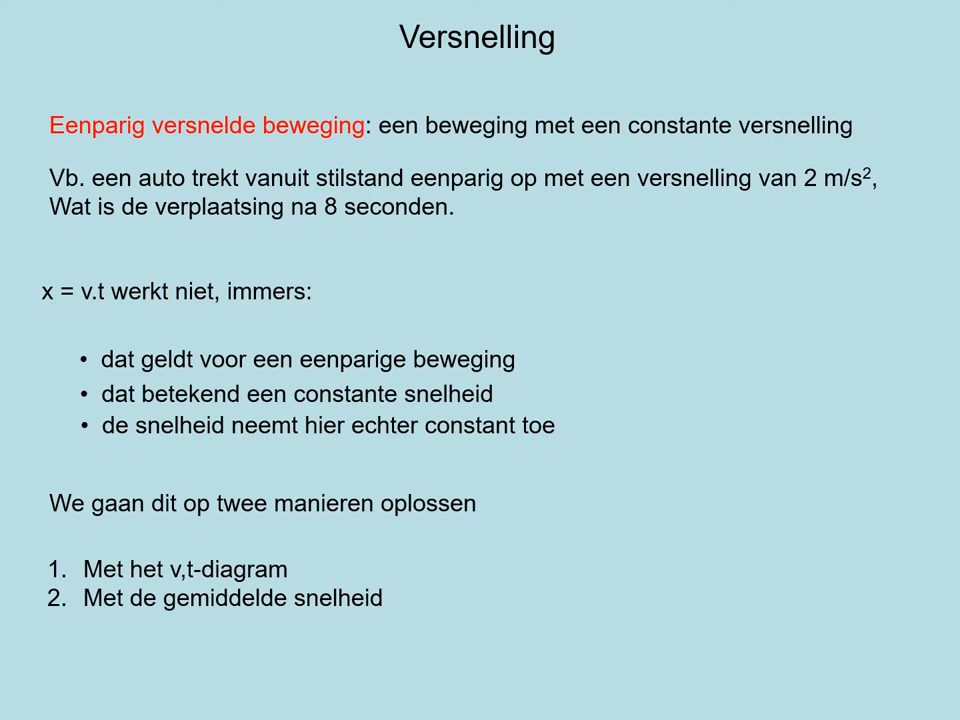 Versnelling
Eenparig versnelde beweging: een beweging met een constante versnelling
Vb. een auto trekt vanuit stilstand eenparig op met een versnelling van 2 m/s²,
Wat is de verplaatsing na 8 seconden.
x = v.t werkt niet, immers:
• dat geldt voor een eenparige beweging
• dat betekend een constante snelheid
• de snelheid neemt hier echter constant toe
We gaan dit op twee manieren oplossen
1. Met het v,t-diagram
2. Met de gemiddelde snelheid